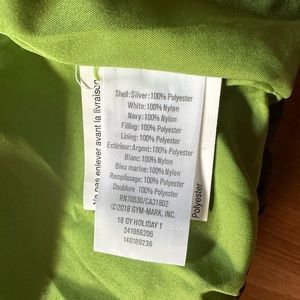 Shell:Silver:100% Polyester
White:100% Nylon
Navy:100% Nylon
Filling: 100% Polyester
Lining: 100% Polyester
Extérieur:Argent:100% Polyester
Blanc:100% Nylon
Bleu marine:100% Nylon
Remplissage: 100% Polyester
Doublure 100% Polyester
RN70530/CA31802
©2018 GYM-MARK, INC.
18 GY HOLIDAY 1
241966206
140189236
Ne pas enlever avant la livraison
Polyester